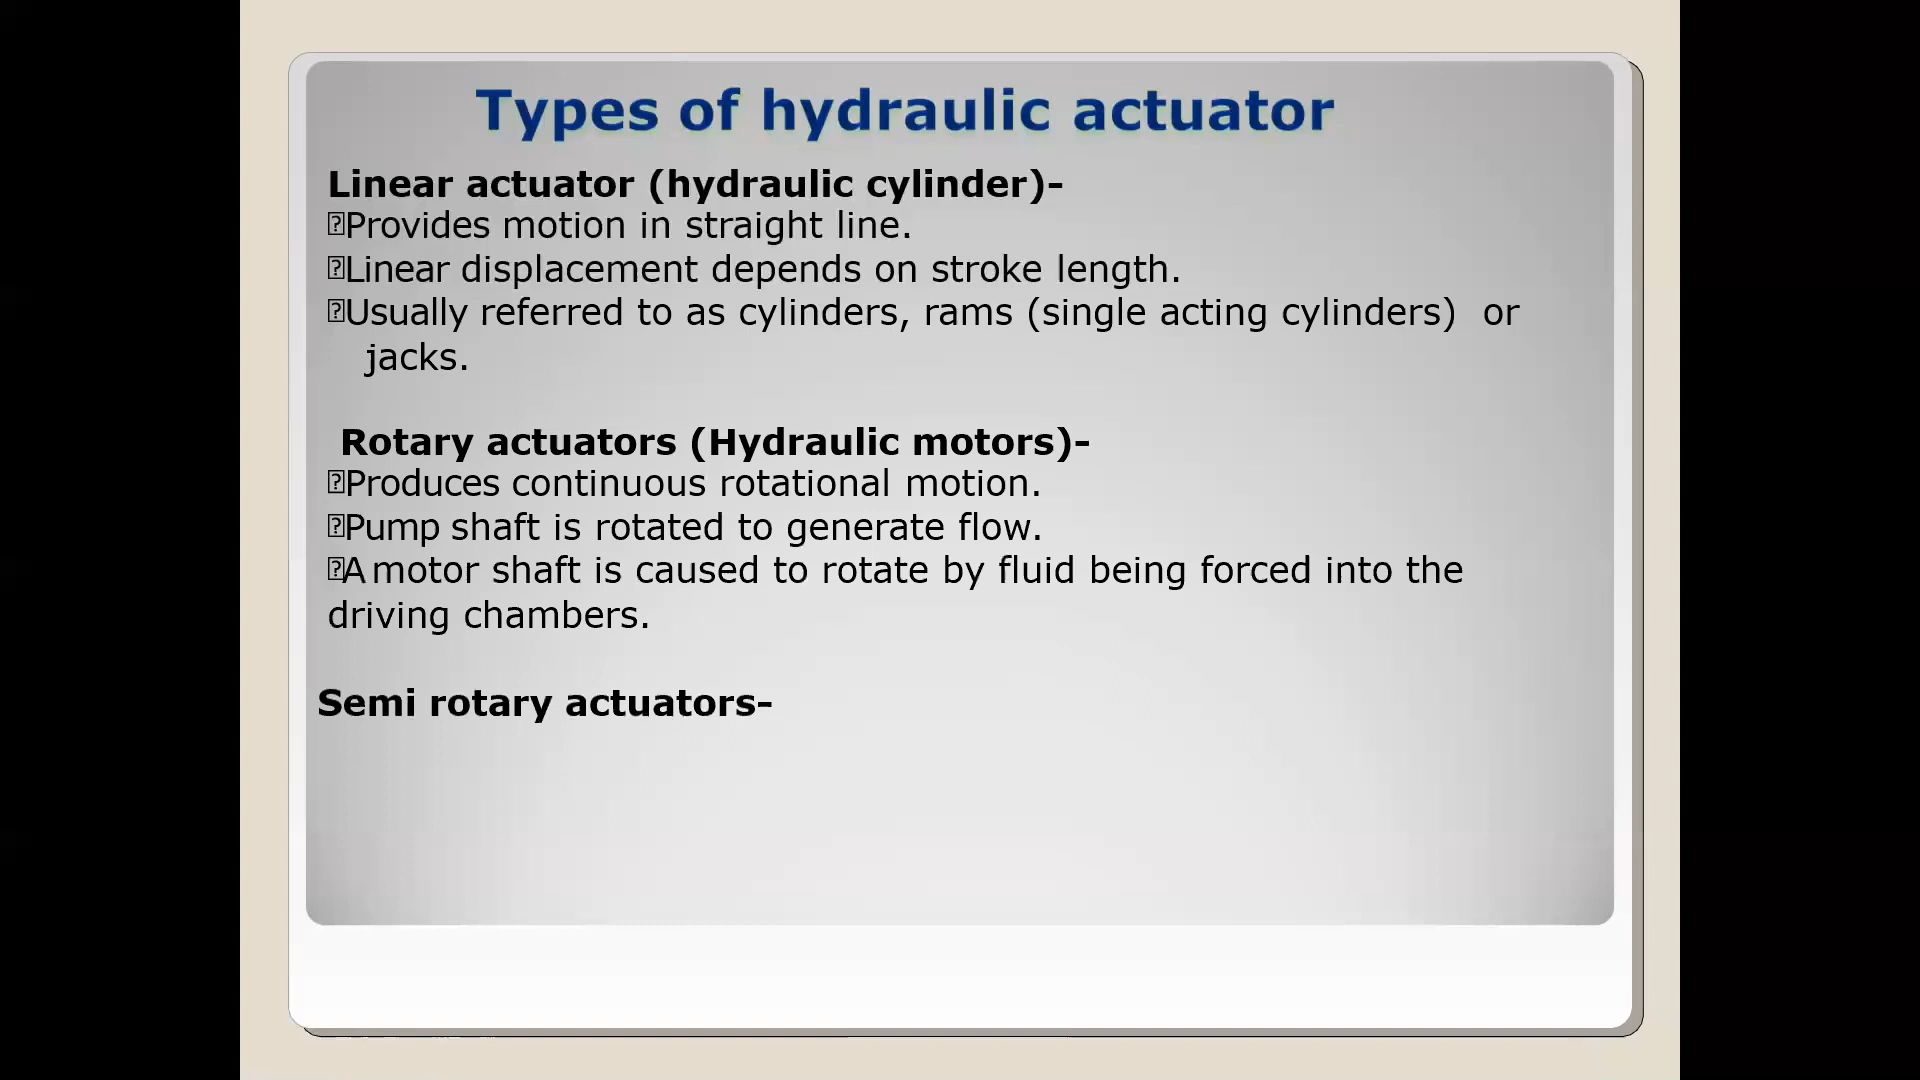 Types of hydraulic actuator
Linear actuator (hydraulic cylinder)-
⍰Provides motion in straight line.
⍰Linear displacement depends on stroke length.
⍰Usually referred to as cylinders, rams (single acting cylinders) or
jacks.
Rotary actuators (Hydraulic motors)-
⍰Produces continuous rotational motion.
⍰Pump shaft is rotated to generate flow.
⍰A motor shaft is caused to rotate by fluid being forced into the
driving chambers.
Semi rotary actuators-